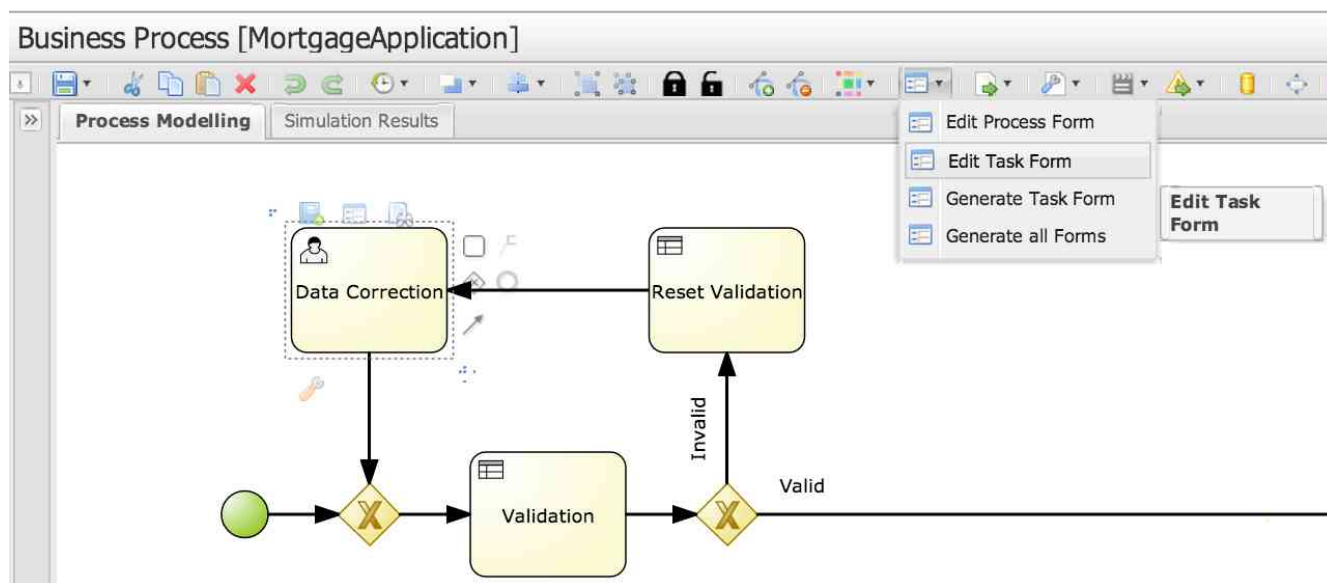 Business Process [MortgageApplication]
Process Modelling
Simulation Results
Edit Process Form
Edit Task Form
Generate Task Form
Generate all Forms
Edit Task
Form
Data Correction
Reset Validation
Invalid
Valid
Validation